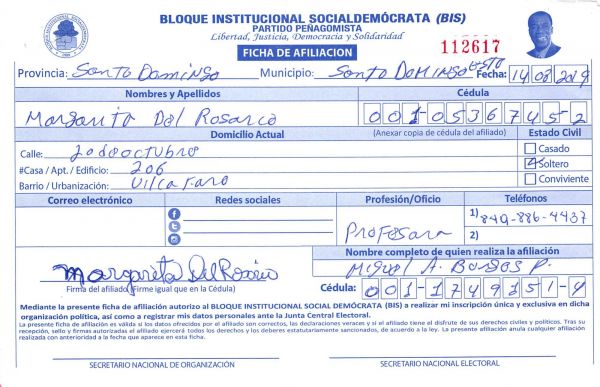 BLOQUE INSTITUCIONAL SOCIALDEMÓCRATA (BIS)
PARTIDO PEÑAGOMISTA
Libertad, Justicia, Democracia y Solidaridad
FICHA DE AFILIACION
112617
Provincia: Santo Domingo Municipio: Santo DOMINGO ESTO Fecha: 14/08/2019
Nombres y Apellidos Cédula
Margarita Del Rosario 001-0536745-2
Domicilio Actual (Anexar copia de cédula del afiliado) Estado Civil
Calle: 20 de octubre Casado
#Casa / Apt. / Edificio: 206 Soltero
Barrio / Urbanización: Villa Faro Conviviente
Correo electrónico Redes sociales Profesión/Oficio Teléfonos
1) 849-886-4437
PROFESARA 2)
Nombre completo de quien realiza la afiliación
Margarita Del Rosario Miguel A. P.
Firma del afiliado (Firme igual que en la Cédula) Cédula: 001-1749151-9
Mediante la presente ficha de afiliación autorizo al BLOQUE INSTITUCIONAL SOCIAL DEMÓCRATA (BIS) a realizar mi inscripción única y exclusiva en dicha
organización política, así como a registrar mis datos personales ante la Junta Central Electoral.
La presente ficha de afiliación es válida si los datos ofrecidos por el afiliado son correctos, las declaraciones veraces y si el afiliado tiene el disfrute de sus derechos civiles y políticos. Tras su
recepción, sello y firmas autorizadas el afiliado ejercerá todos los derechos y los deberes estatutariamente sancionados, de acuerdo a la ley. La presente afiliación anula cualquier afiliación
realizada con anterioridad a la fecha que aparece en esta ficha.
SECRETARIO NACIONAL DE ORGANIZACIÓN SECRETARIO NACIONAL ELECTORAL